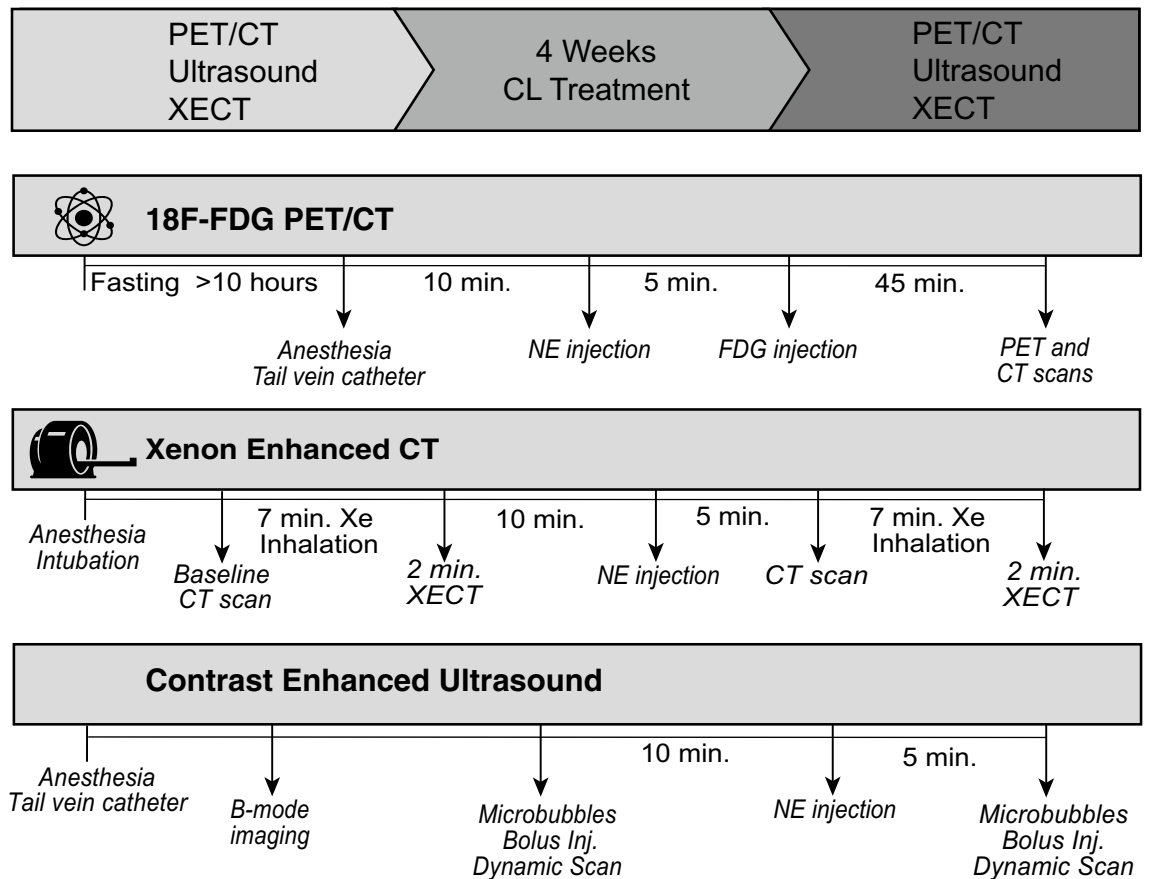 PET/CT
Ultrasound
XECT
4 Weeks
CL Treatment
PET/CT
Ultrasound
XECT
18F-FDG PET/CT
Fasting >10 hours
10 min.
5 min.
45 min.
Anesthesia
Tail vein catheter
NE injection
FDG injection
PET and
CT scans
Xenon Enhanced CT
Anesthesia
Intubation
7 min. Xe
Inhalation
10 min.
5 min.
7 min. Xe
Inhalation
Baseline
CT scan
2 min.
XECT
NE injection
CT scan
2 min.
XECT
Contrast Enhanced Ultrasound
10 min.
5 min.
Anesthesia
Tail vein catheter
B-mode
imaging
Microbubbles
Bolus Inj.
Dynamic Scan
NE injection
Microbubbles
Bolus Inj.
Dynamic Scan